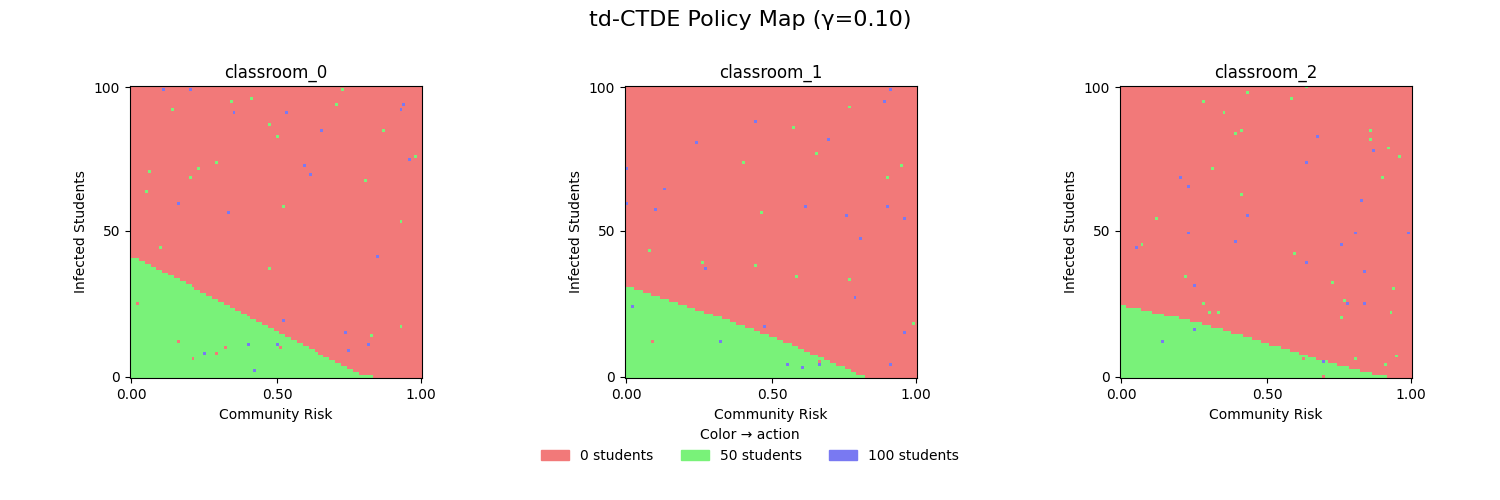 td-CTDE Policy Map (γ=0.10)
classroom_0
100
50
0
Infected Students
0.00 0.50 1.00
Community Risk
classroom_1
100
50
0
Infected Students
0.00 0.50 1.00
Community Risk
classroom_2
100
50
0
Infected Students
0.00 0.50 1.00
Community Risk
Color → action
0 students 50 students 100 students